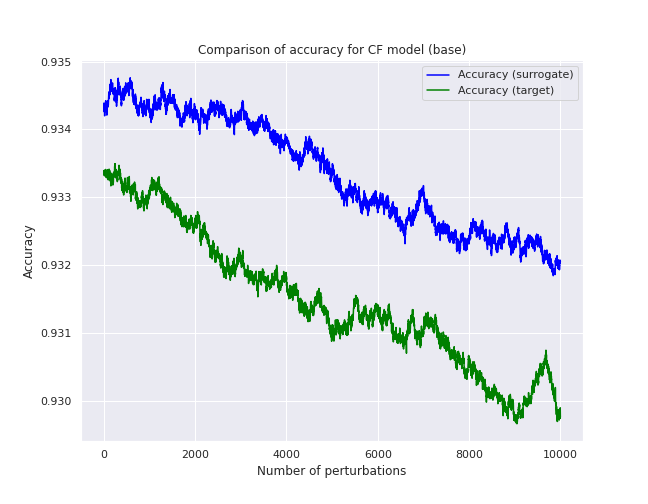 Comparison of accuracy for CF model (base)
Accuracy (surrogate)
Accuracy (target)
0.935
0.934
0.933
0.932
0.931
0.930
Accuracy
0 2000 4000 6000 8000 10000
Number of perturbations